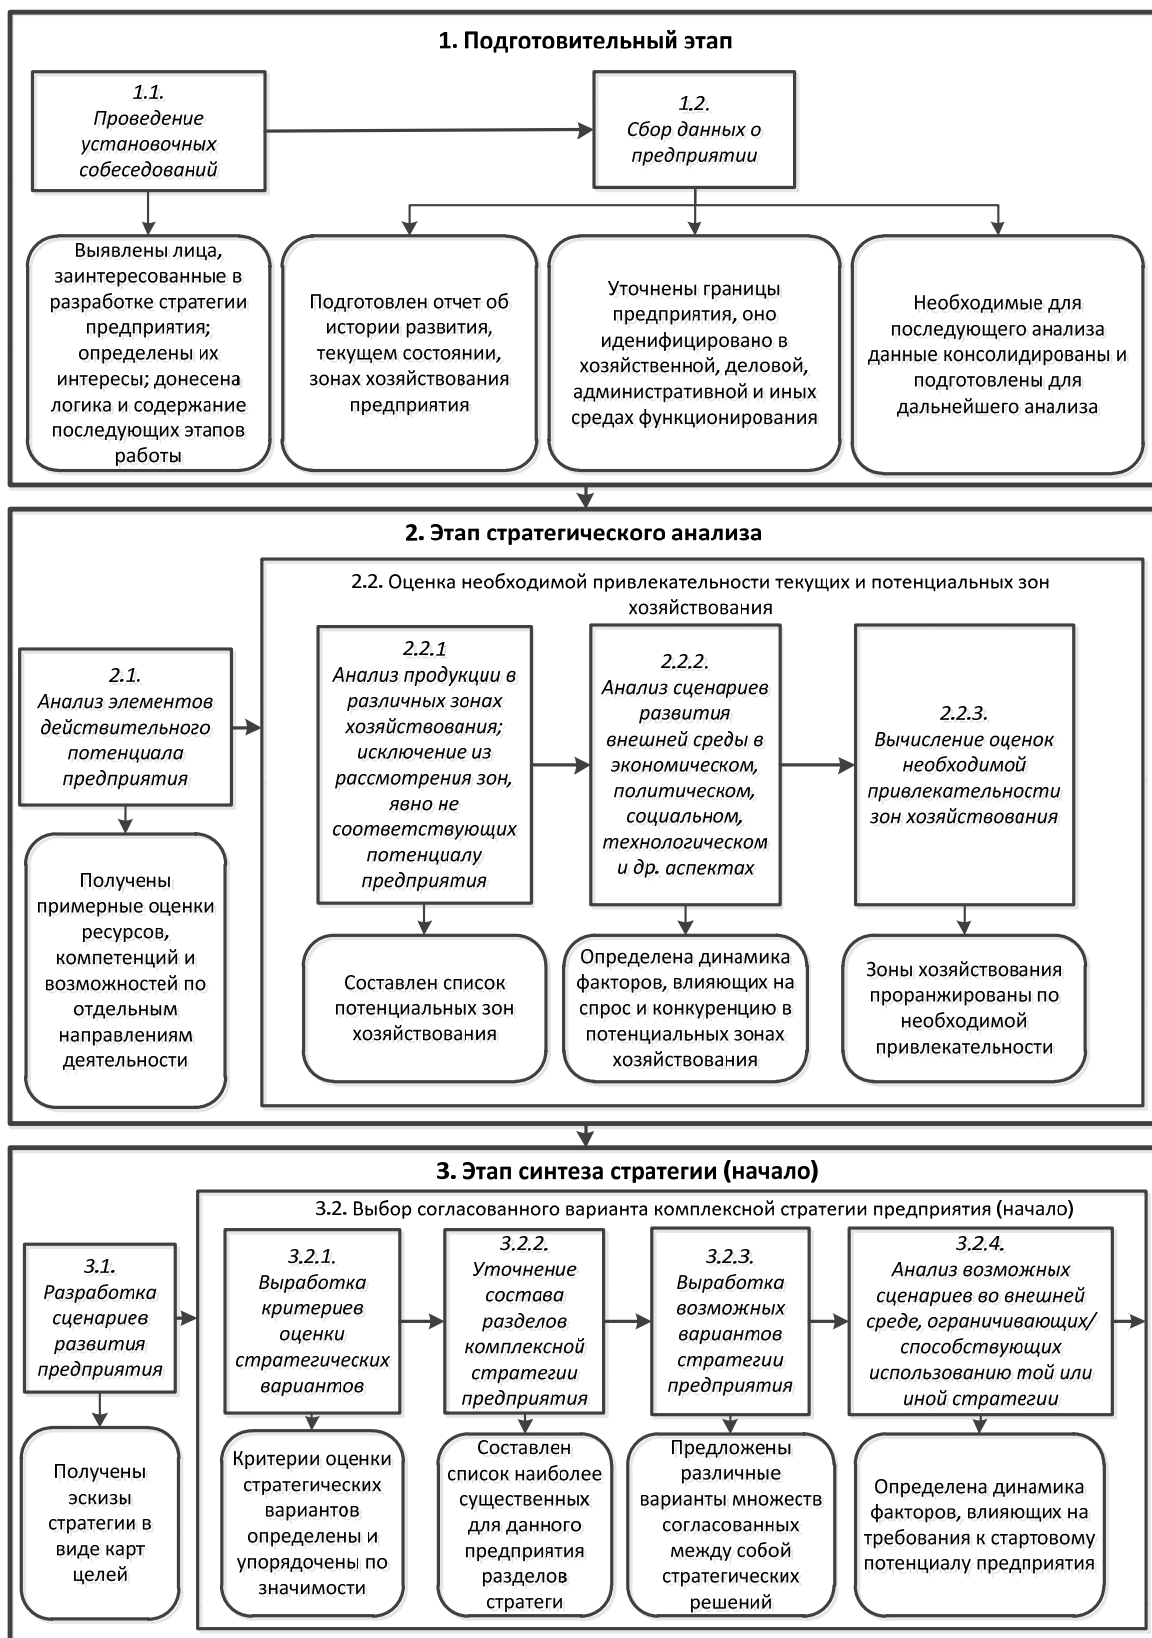 1. Подготовительный этап
1.1.
Проведение
установочных
собеседований
1.2.
Сбор данных о
предприятии
Выявлены лица,
заинтересованные в
разработке стратегии
предприятия;
определены их
интересы; донесена
логика и содержание
последующих этапов
работы
Подготовлен отчет об
истории развития,
текущем состоянии,
зонах хозяйствования
предприятия
Уточнены границы
предприятия, оно
иденифицировано в
хозяйственной, деловой,
административной и иных
средах функционирования
Необходимые для
последующего анализа
данные консолидированы и
подготовлены для
дальнейшего анализа
2. Этап стратегического анализа
2.1.
Анализ элементов
действительного
потенциала
предприятия
Получены
примерные оценки
ресурсов,
компетенций и
возможностей по
отдельным
направлениям
деятельности
2.2. Оценка необходимой привлекательности текущих и потенциальных зон
хозяйствования
2.2.1
Анализ продукции в
различных зонах
хозяйствования;
исключение из
рассмотрения зон,
явно не
соответствующих
потенциалу
предприятия
2.2.2.
Анализ сценариев
развития
внешней среды в
экономическом,
политическом,
социальном,
технологическом
и др. аспектах
2.2.3.
Вычисление оценок
необходимой
привлекательности
зон хозяйствования
Составлен список
потенциальных зон
хозяйствования
Определена динамика
факторов, влияющих на
спрос и конкуренцию в
потенциальных зонах
хозяйствования
Зоны хозяйствования
проранжированы по
необходимой
привлекательности
3. Этап синтеза стратегии (начало)
3.1.
Разработка
сценариев
развития
предприятия
Получены
эскизы
стратегии в
виде карт
целей
3.2. Выбор согласованного варианта комплексной стратегии предприятия (начало)
3.2.1.
Выработка
критериев
оценки
стратегических
вариантов
3.2.2.
Уточнение
состава
разделов
комплексной
стратегии
предприятия
3.2.3.
Выработка
возможных
вариантов
стратегии
предприятия
3.2.4.
Анализ возможных
сценариев во внешней
среде, ограничивающих/
способствующих
использованию той или
иной стратегии
Критерии оценки
стратегических
вариантов
определены и
упорядочены по
значимости
Составлен
список наиболее
существенных
для данного
предприятия
разделов
стратеги
Предложены
различные
варианты множеств
согласованных
между собой
стратегических
решений
Определена динамика
факторов, влияющих на
требования к стартовому
потенциалу предприятия